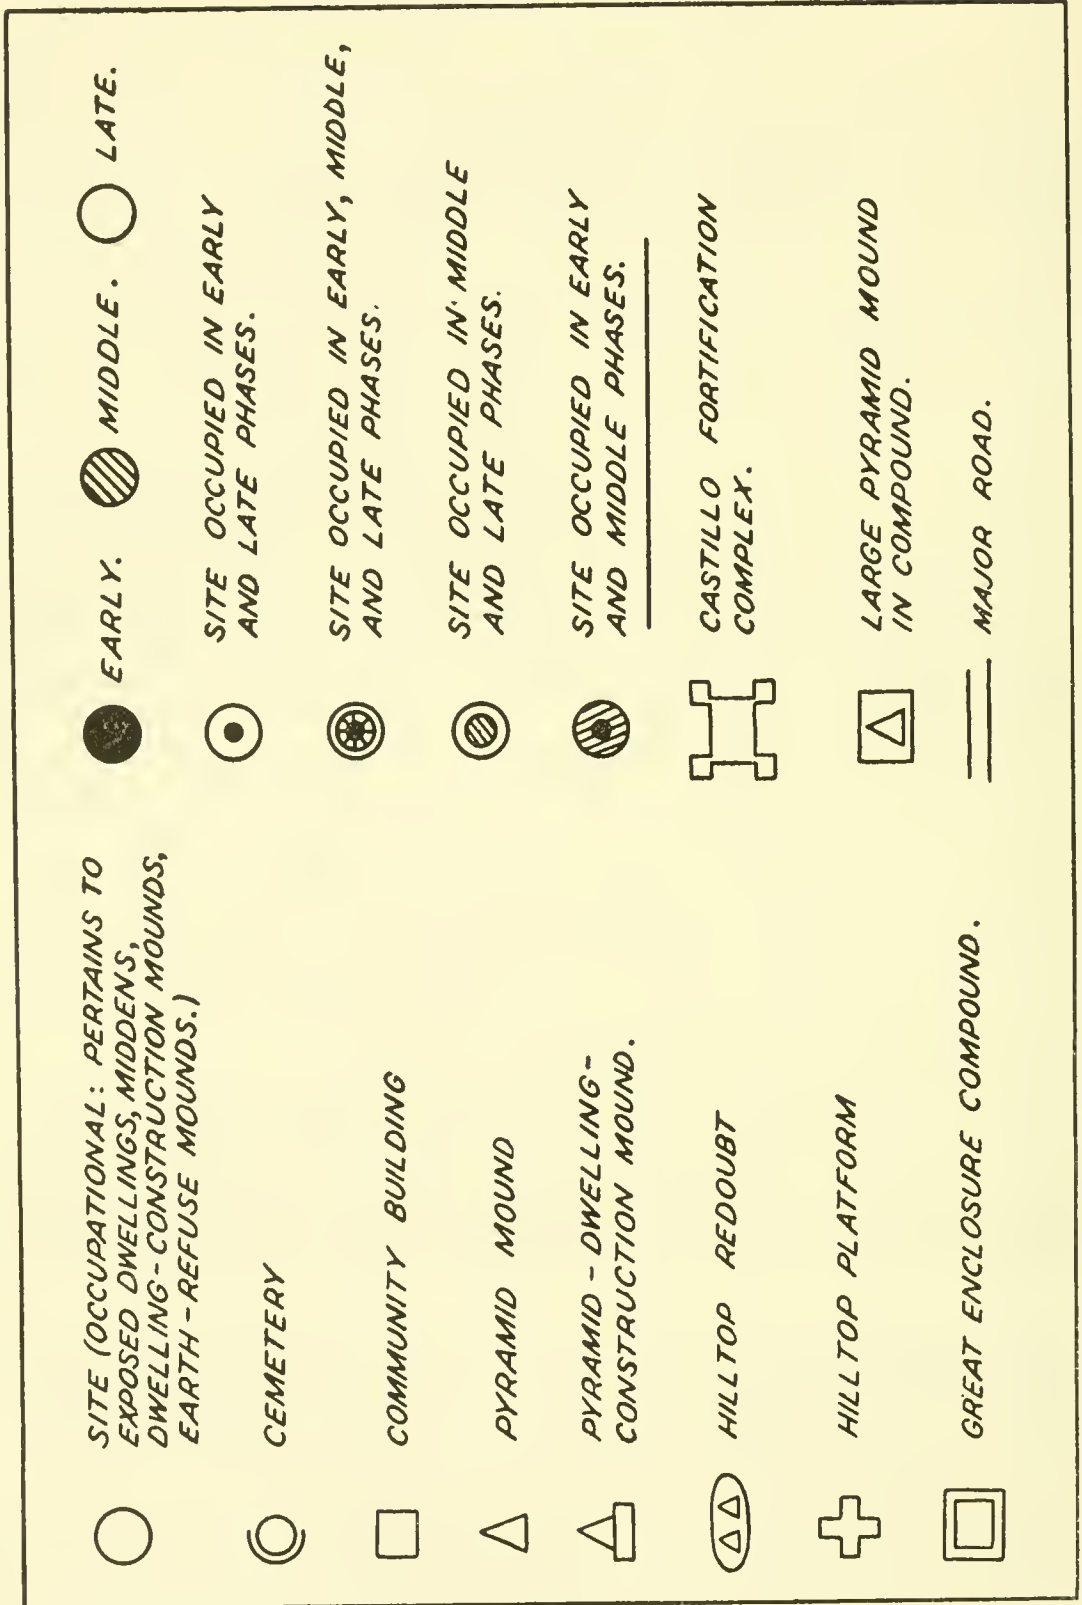 SITE (OCCUPATIONAL: PERTAINS TO
EXPOSED DWELLINGS, MIDDENS,
DWELLING-CONSTRUCTION MOUNDS,
EARTH-REFUSE MOUNDS.)
CEMETERY
COMMUNITY BUILDING
PYRAMID MOUND
PYRAMID-DWELLING-
CONSTRUCTION MOUND.
HILLTOP REDOUBT
HILLTOP PLATFORM
GREAT ENCLOSURE COMPOUND.
EARLY. MIDDLE. LATE.
SITE OCCUPIED IN EARLY
AND LATE PHASES.
SITE OCCUPIED IN EARLY, MIDDLE,
AND LATE PHASES.
SITE OCCUPIED IN MIDDLE
AND LATE PHASES.
SITE OCCUPIED IN EARLY
AND MIDDLE PHASES.
CASTILLO FORTIFICATION
COMPLEX.
LARGE PYRAMID MOUND
IN COMPOUND.
MAJOR ROAD.